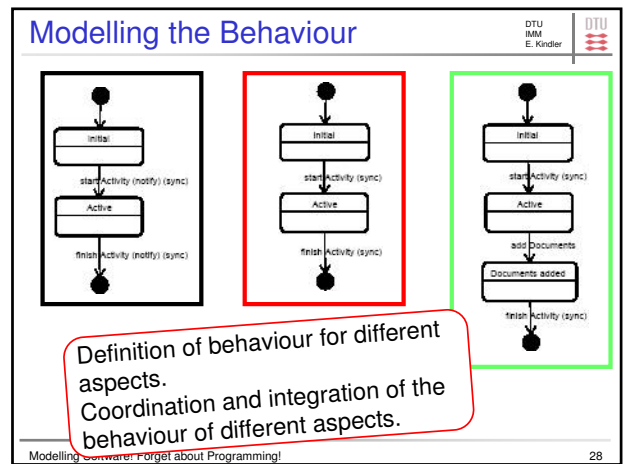 Modelling the Behaviour
DTU
IMM
E. Kindler
DTU
Initial
start Activity (notify) (sync)
Active
finish Activity (notify) (sync)
Initial
start Activity (sync)
Active
finish Activity (sync)
Initial
start Activity (sync)
Active
add Documents
Documents added
finish Activity (sync)
Definition of behaviour for different
aspects.
Coordination and integration of the
behaviour of different aspects.
Modelling Software! Forget about Programming!
28